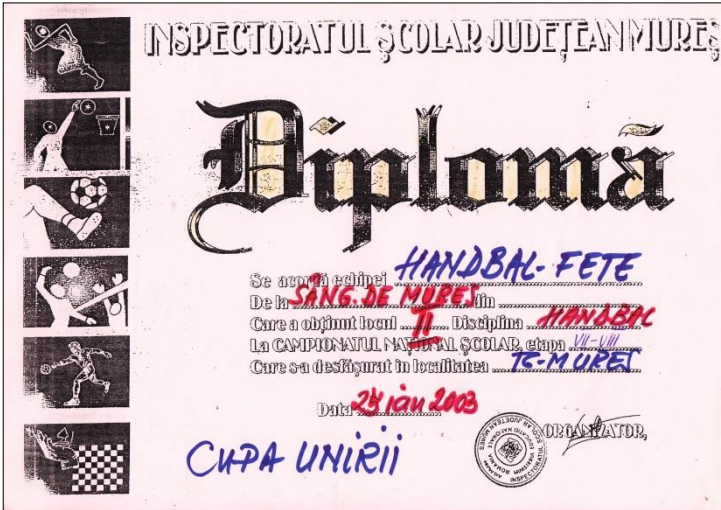 INSPECTORATUL ŞCOLAR JUDEŢEAN MUREŞ
Diplomă
Se acordă echipei HANDBAL-FETE
De la SÂNG. DE MUREŞ din
Care a obţinut locul II Disciplina HANDBAL
La CAMPIONATUL NAŢIONAL ŞCOLAR, etapa VII-VIII
Care s-a desfăşurat în localitatea TG-MUREŞ
Data ian 2003
ORGANIZATOR,
CUPA UNIRII